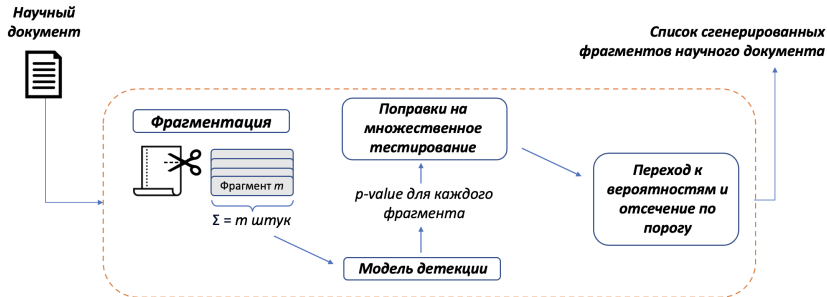 Научный
документ
Список сгенерированных
фрагментов научного документа
Фрагментация
Фрагмент m
Σ = m штук
Поправки на
множественное
тестирование
p-value для каждого
фрагмента
Модель детекции
Переход к
вероятностям и
отсечение по
порогу